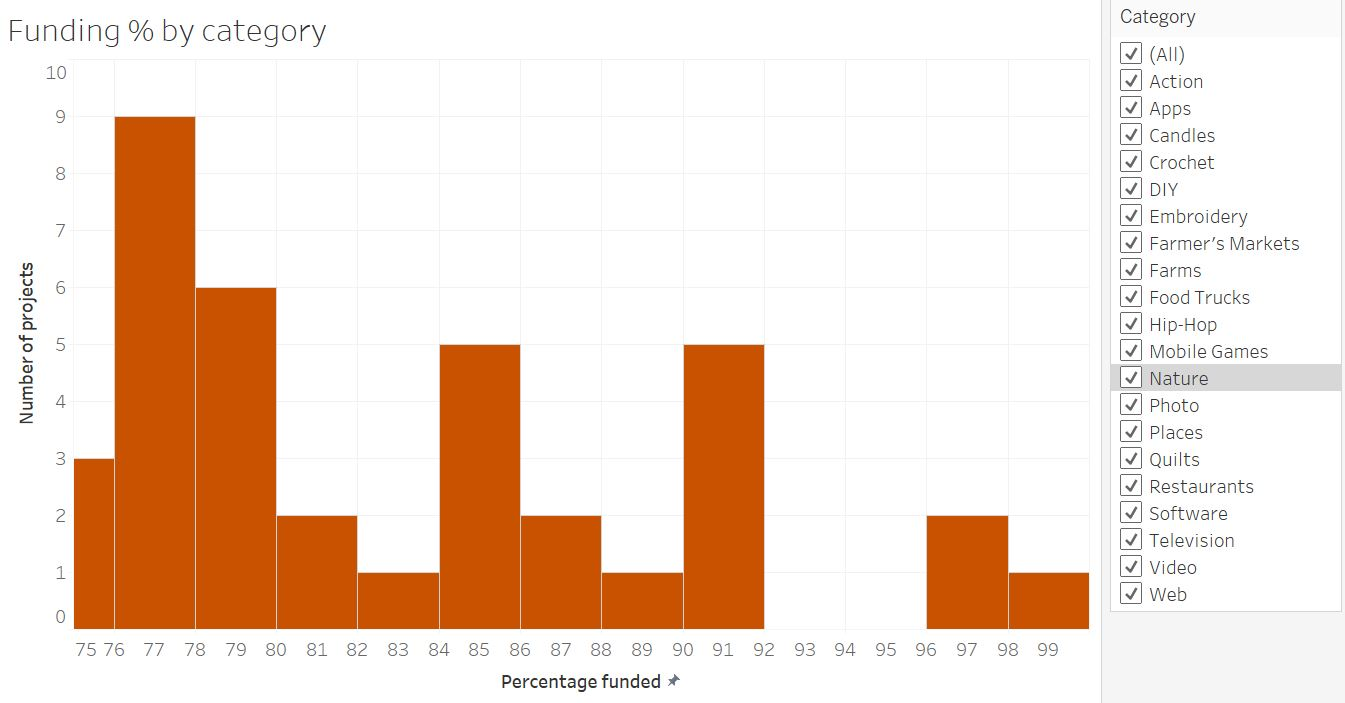 Funding % by category
10
9
8
7
6
5
4
3
2
1
0
Number of projects
75 76 77 78 79 80 81 82 83 84 85 86 87 88 89 90 91 92 93 94 95 96 97 98 99
Percentage funded
Category
(All)
Action
Apps
Candles
Crochet
DIY
Embroidery
Farmer’s Markets
Farms
Food Trucks
Hip-Hop
Mobile Games
Nature
Photo
Places
Quilts
Restaurants
Software
Television
Video
Web